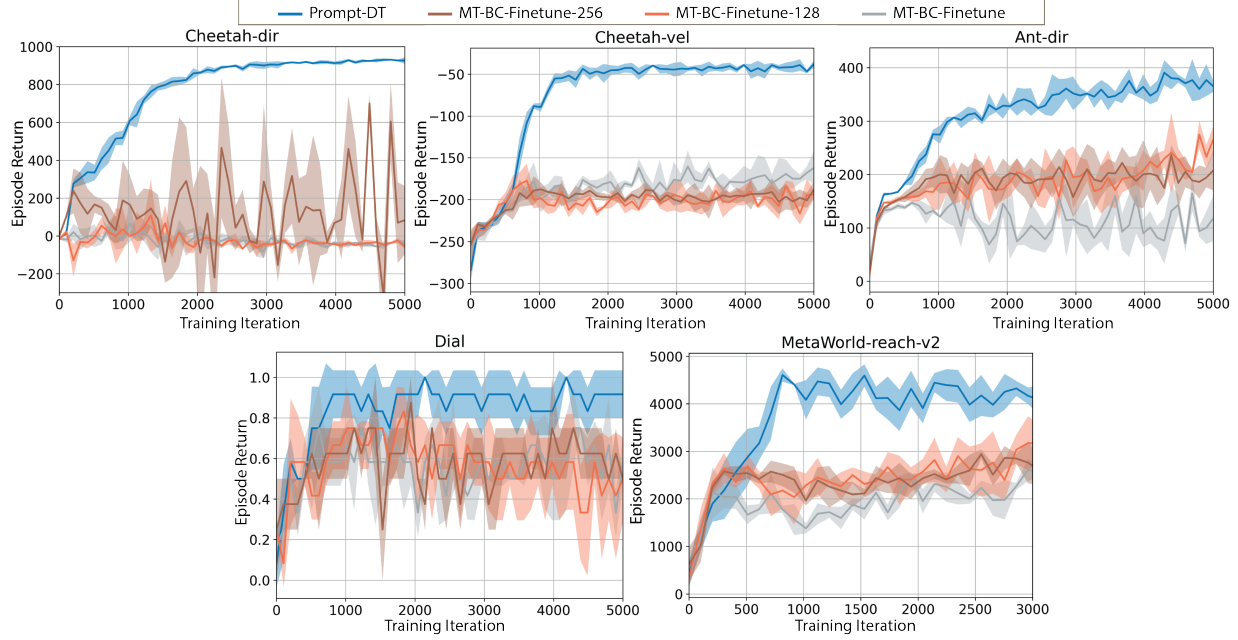 Prompt-DT MT-BC-Finetune-256 MT-BC-Finetune-128 MT-BC-Finetune
Cheetah-dir
1000
800
600
400
200
0
−200
Episode Return
0 1000 2000 3000 4000 5000
Training Iteration
Cheetah-vel
−50
−100
−150
−200
−250
−300
Episode Return
0 1000 2000 3000 4000 5000
Training Iteration
Ant-dir
400
300
200
100
0
Episode Return
0 1000 2000 3000 4000 5000
Training Iteration
Dial
1.0
0.8
0.6
0.4
0.2
0.0
Episode Return
0 1000 2000 3000 4000 5000
Training Iteration
MetaWorld-reach-v2
5000
4000
3000
2000
1000
0
Episode Return
0 500 1000 1500 2000 2500 3000
Training Iteration